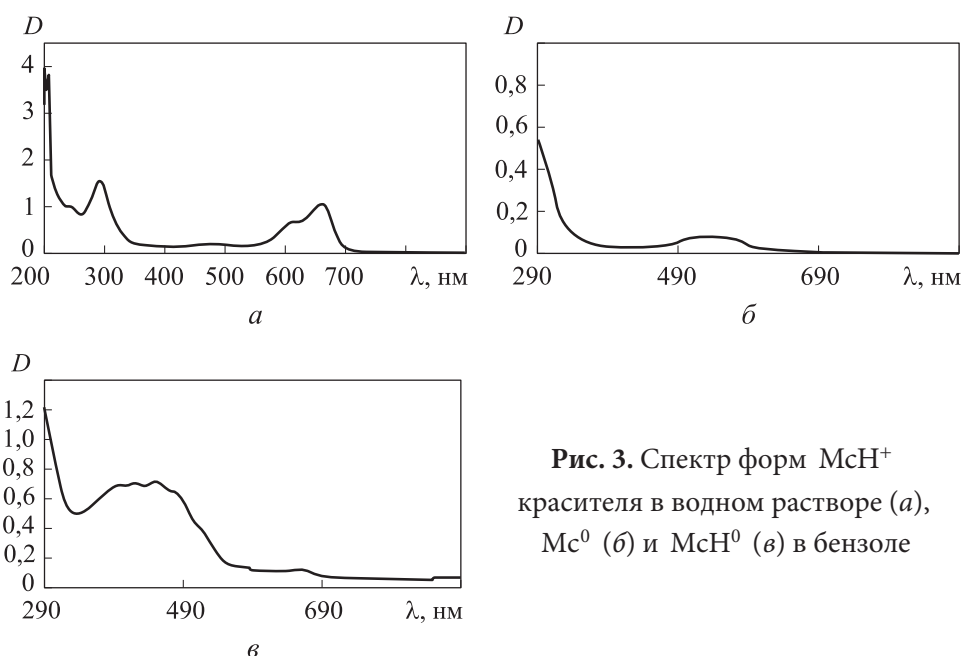 D
4
3
2
1
0
200 300 400 500 600 700 λ, нм
а
D
0,8
0,6
0,4
0,2
0
290 490 690 λ, нм
б
D
1,2
1,0
0,8
0,6
0,4
0,2
0
290 490 690 λ, нм
в
Рис. 3. Спектр форм McH⁺
красителя в водном растворе (а),
Mc⁰ (б) и McH⁰ (в) в бензоле